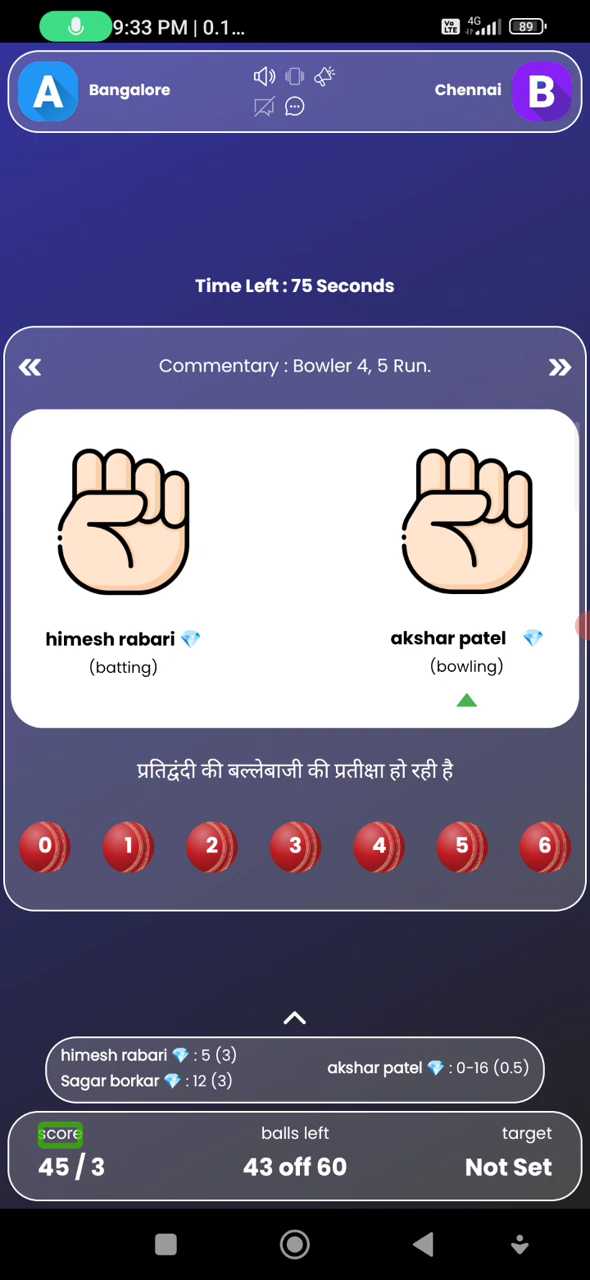 9:33 PM | 0.1...
Vo LTE
4G
89
A
Bangalore
Chennai
B
Time Left : 75 Seconds
Commentary : Bowler 4, 5 Run.
himesh rabari
(batting)
akshar patel
(bowling)
प्रतिद्वंदी की बल्लेबाजी की प्रतीक्षा हो रही है
0 1 2 3 4 5 6
himesh rabari 💎 : 5 (3)
Sagar borkar 💎 : 12 (3)
akshar patel 💎 : 0-16 (0.5)
score
balls left
target
45 / 3
43 off 60
Not Set